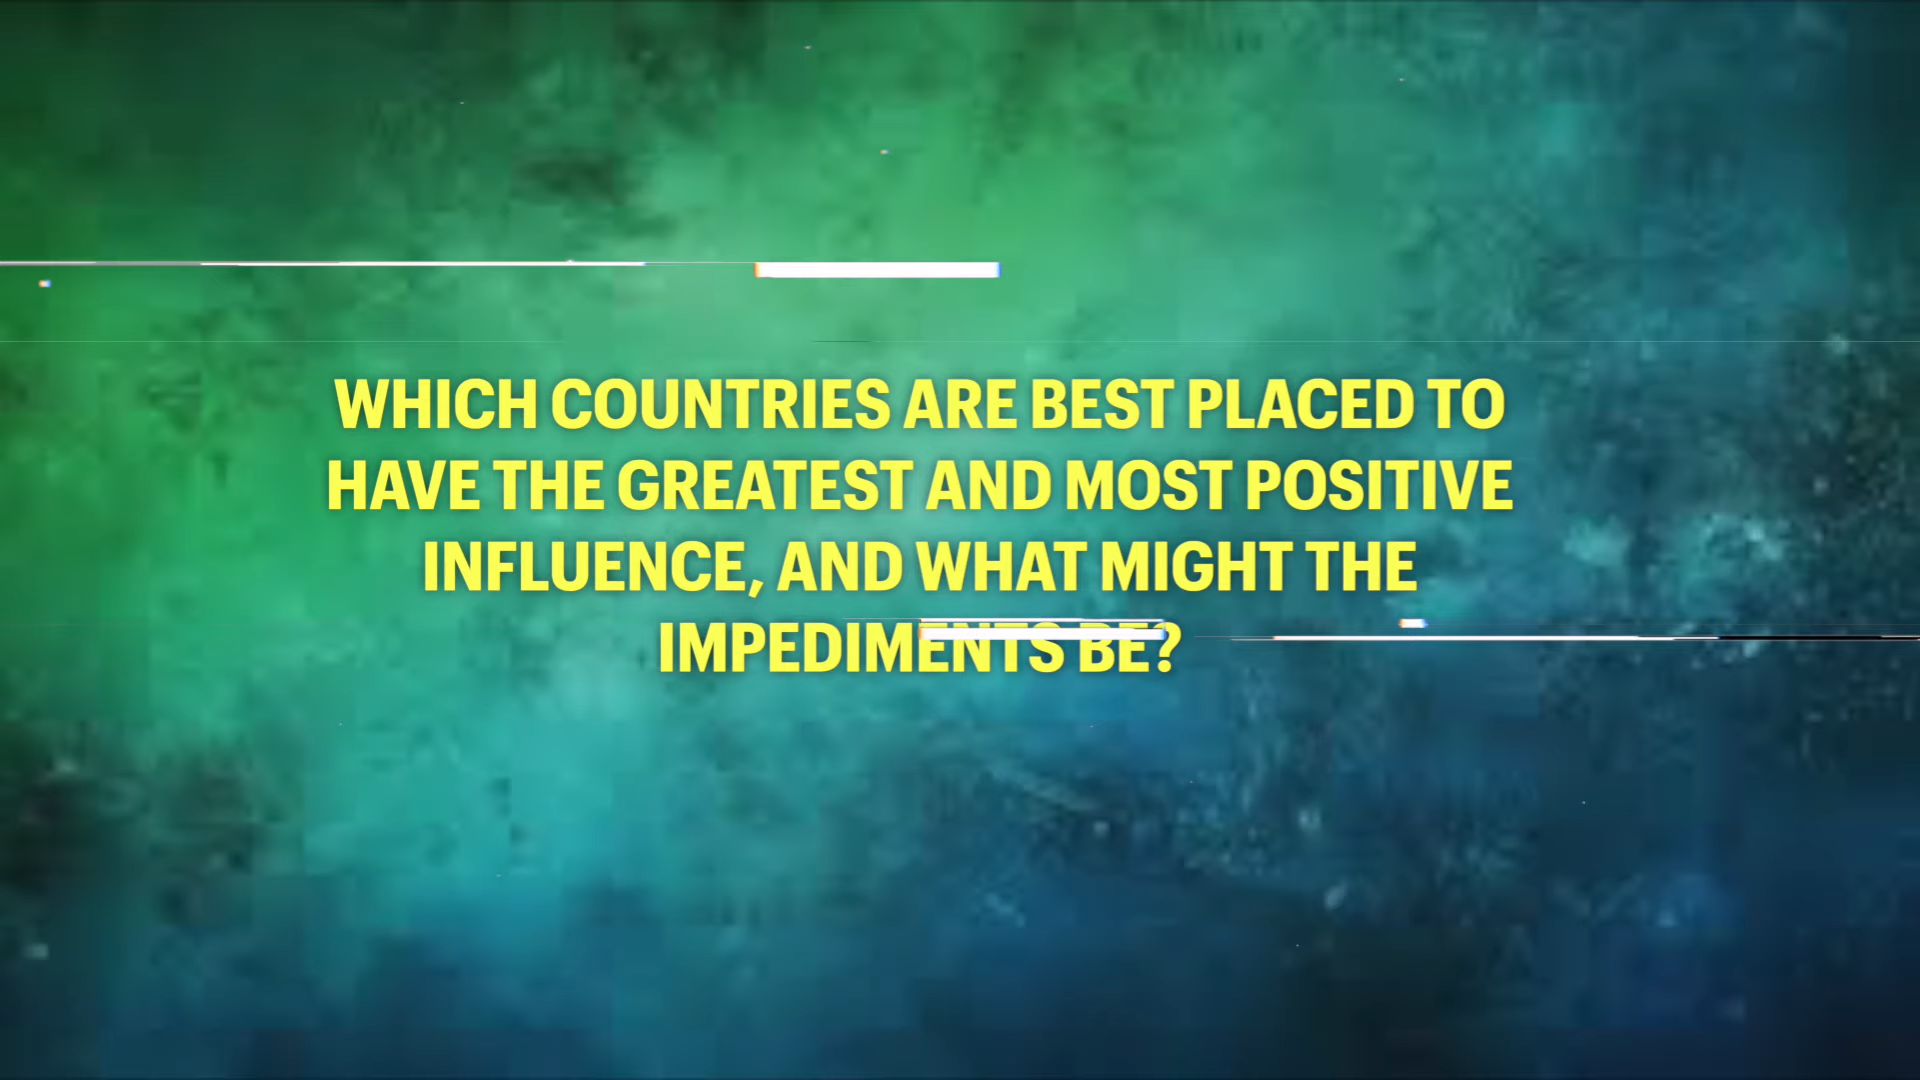 WHICH COUNTRIES ARE BEST PLACED TO
HAVE THE GREATEST AND MOST POSITIVE
INFLUENCE, AND WHAT MIGHT THE
IMPEDIMENTS BE?